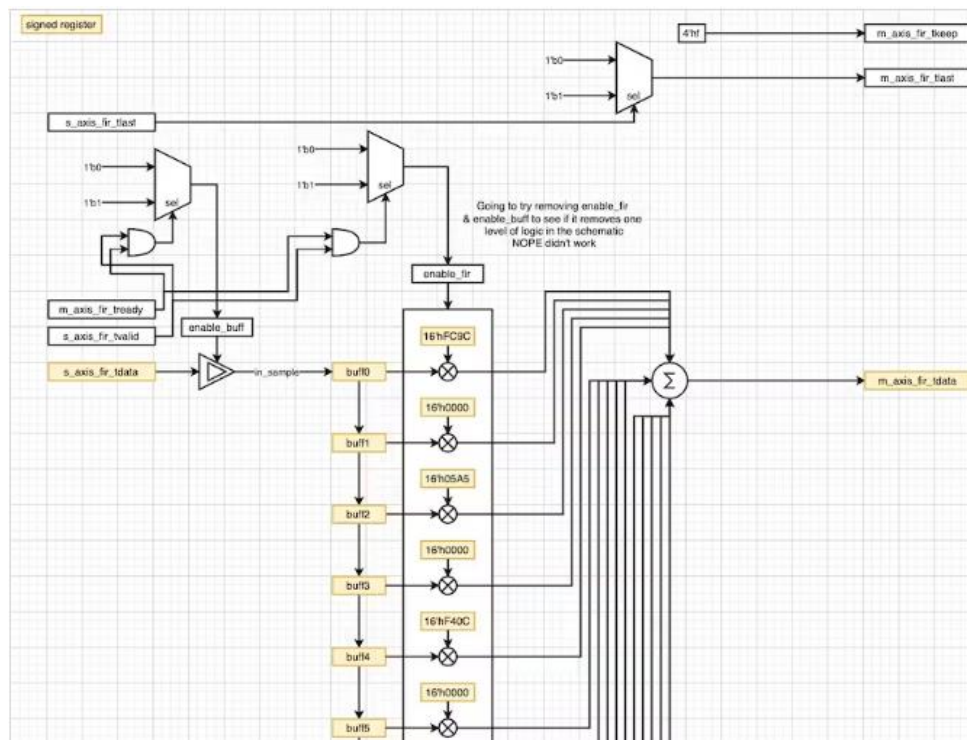 signed register
4'hf
m_axis_fir_tkeep
1'b0
m_axis_fir_tlast
1'b1
sel
s_axis_fir_tlast
1'b0
1'b0
1'b1
sel
1'b1
sel
Going to try removing enable_fir
& enable_buff to see if it removes one
level of logic in the schematic
NOPE didn't work
enable_fir
m_axis_fir_tready
enable_buff
s_axis_fir_tvalid
16'hFC9C
s_axis_fir_tdata
in_sample
buff0
Σ
m_axis_fir_tdata
16'h0000
buff1
16'h05A5
buff2
16'h0000
buff3
16'hF40C
buff4
16'h0000
buff5